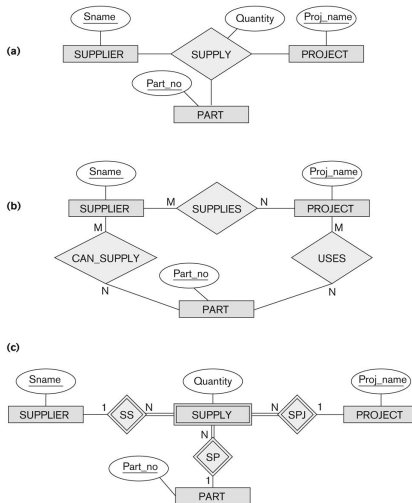 Sname Quantity Proj_name
(a) SUPPLIER SUPPLY PROJECT
Part_no
PART
Sname Proj_name
(b) SUPPLIER M SUPPLIES N PROJECT
M M
CAN_SUPPLY Part_no USES
N N
PART
(c)
Sname Quantity Proj_name
SUPPLIER 1 SS N SUPPLY N SPJ 1 PROJECT
N
Part_no SP
1
PART